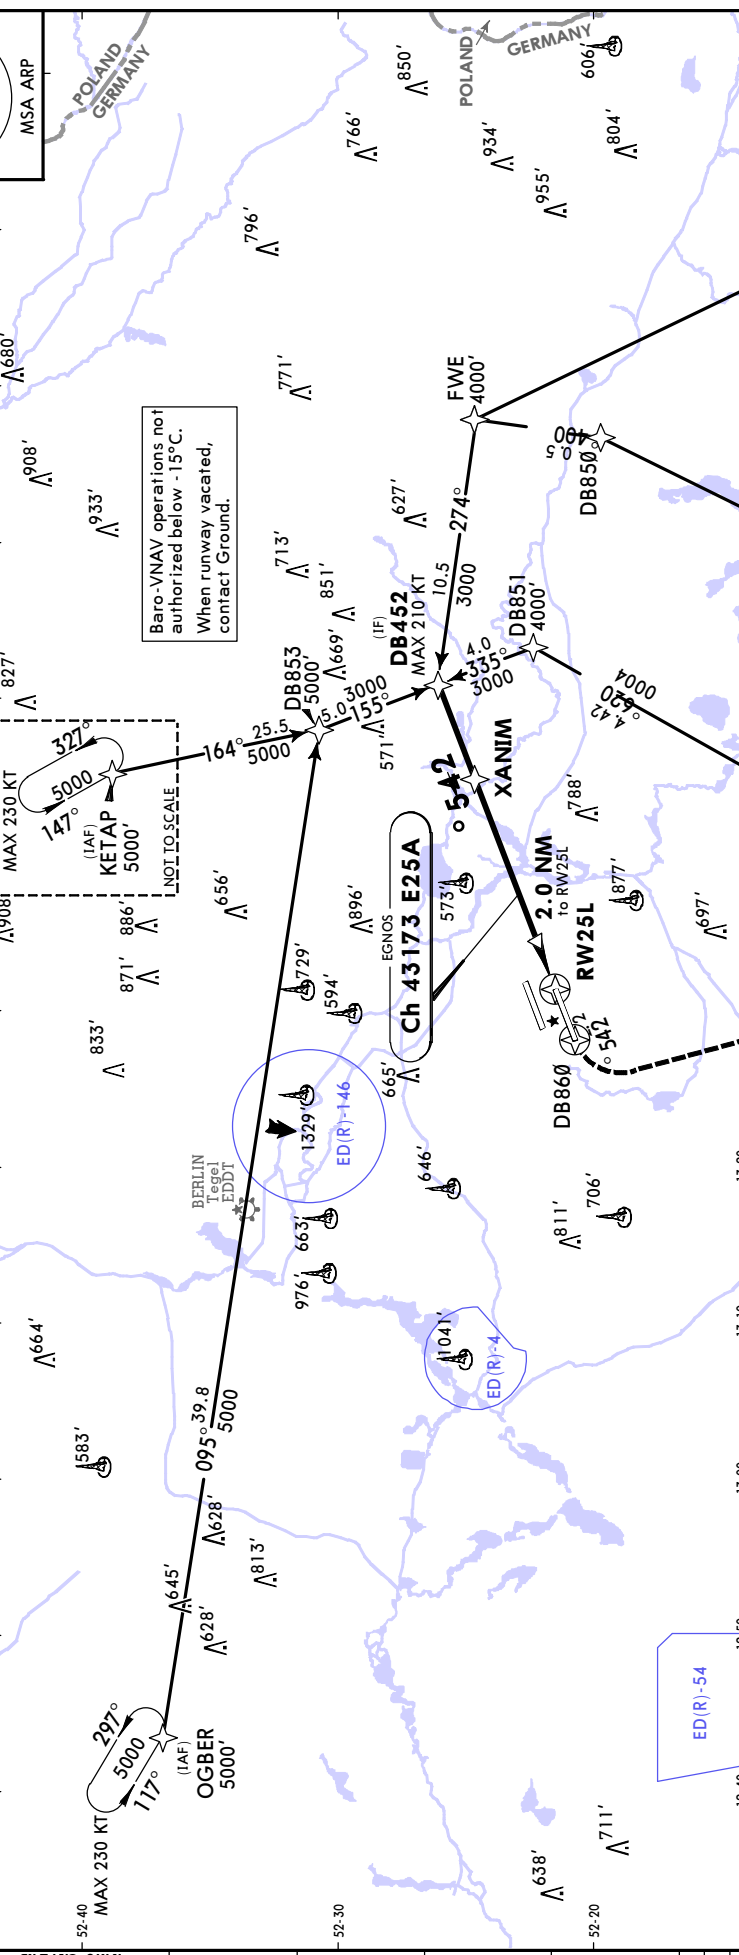 MSA ARP
POLAND
GERMANY
850'
POLAND
GERMANY
606'
766'
934'
804'
955'
796'
680'
771'
FWE
4000'
908'
933'
Baro-VNAV operations not
authorized below -15°C.
When runway vacated,
contact Ground.
627'
274°
10.5
3000
400
0.5
DB850
713'
851'
669'
(IF)
DB452
MAX 210 KT
DB851
4000'
4.0
335°
3000
827'
DB853
5000'
5.0
3000
155°
571'
4.42
4000
MAX 230 KT
327°
5000
147°
(IAF)
KETAP
5000'
NOT TO SCALE
164°
25.5
5000
542
XANIM
788'
908'
886'
871'
656'
896'
573'
EGNOS
Ch 43173 E25A
2.0 NM
to RW25L
RW25L
877'
697'
833'
729'
594'
665'
DB860
542
BERLIN
Tegel
EDDT
1329'
ED(R)-146
646'
811'
706'
663'
976'
664'
1041'
ED(R)-4
583'
095°
39.8
5000
628'
645'
813'
628'
297°
5000
117°
MAX 230 KT
(IAF)
OGBER
5000'
ED(R)-54
711'
638'
52-40
52-30
52-20